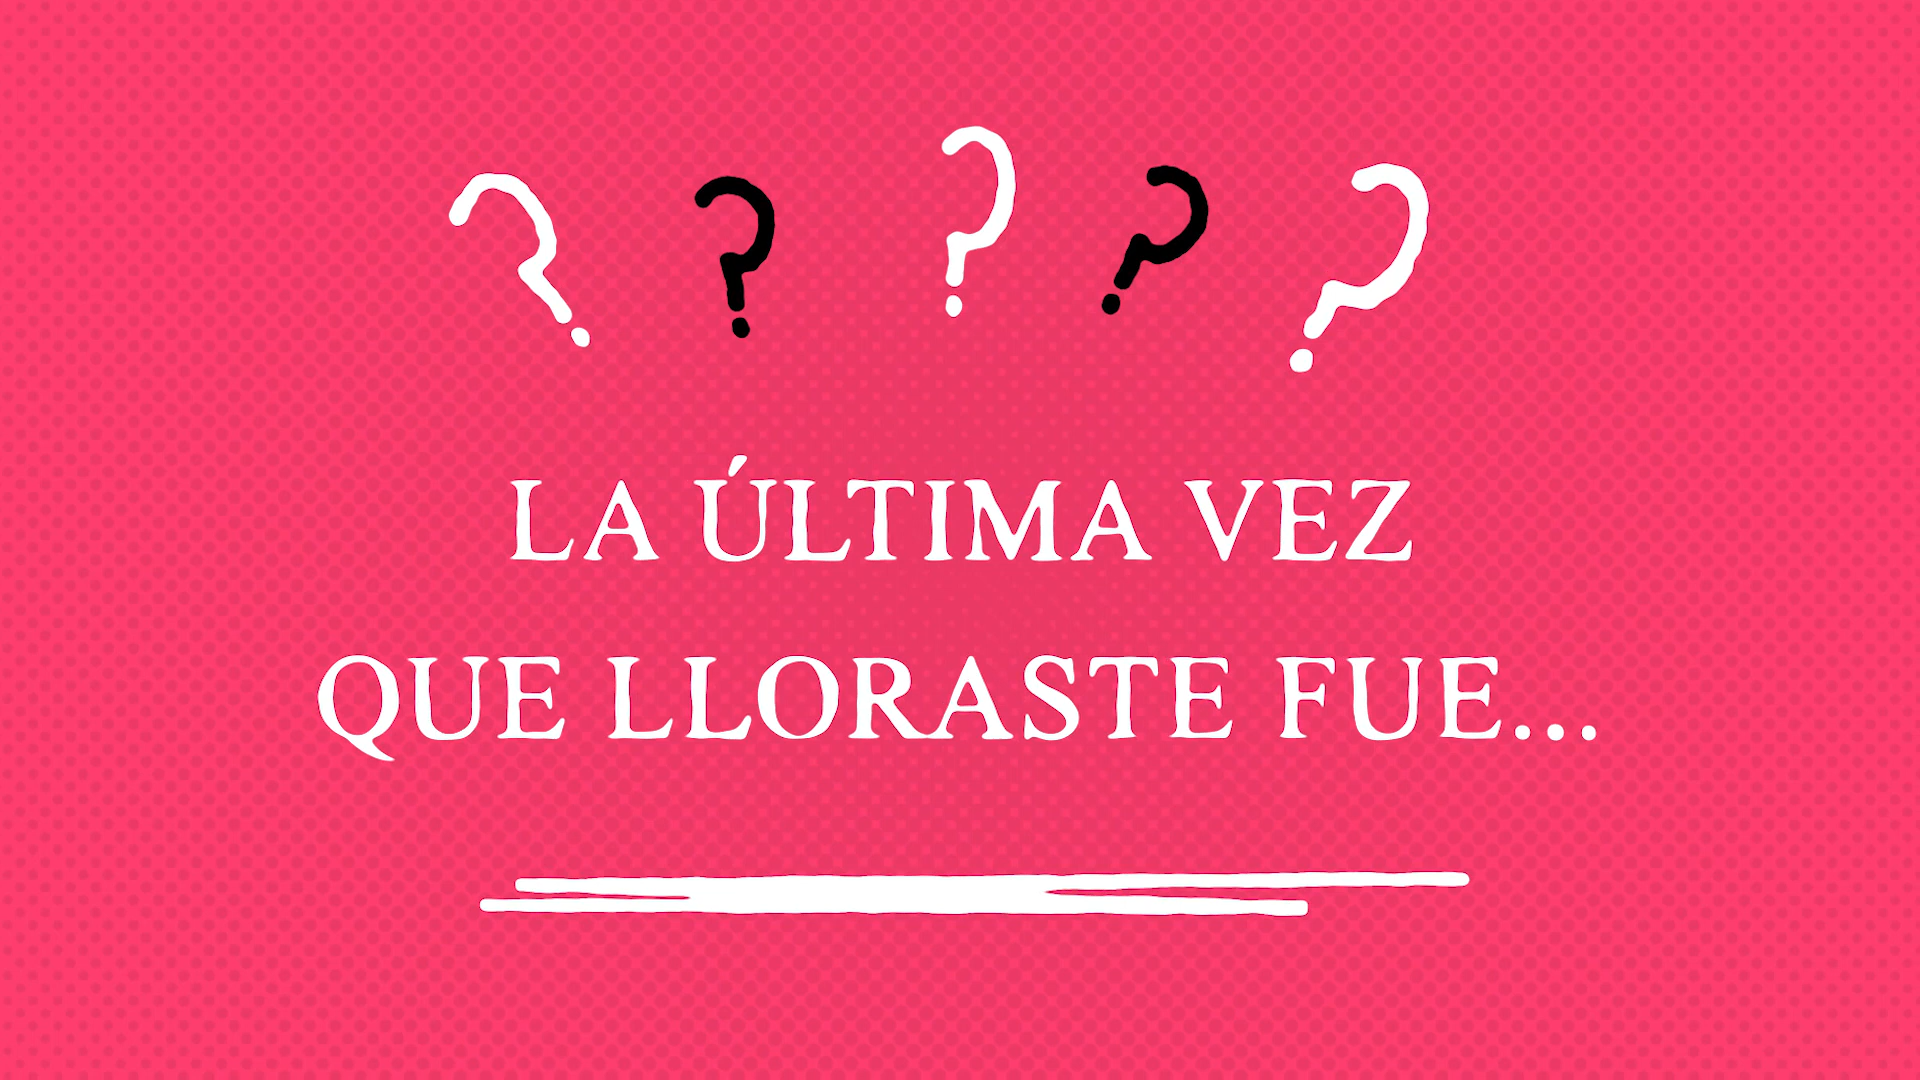 ? ? ? ? ?
LA ÚLTIMA VEZ
QUE LLORASTE FUE...